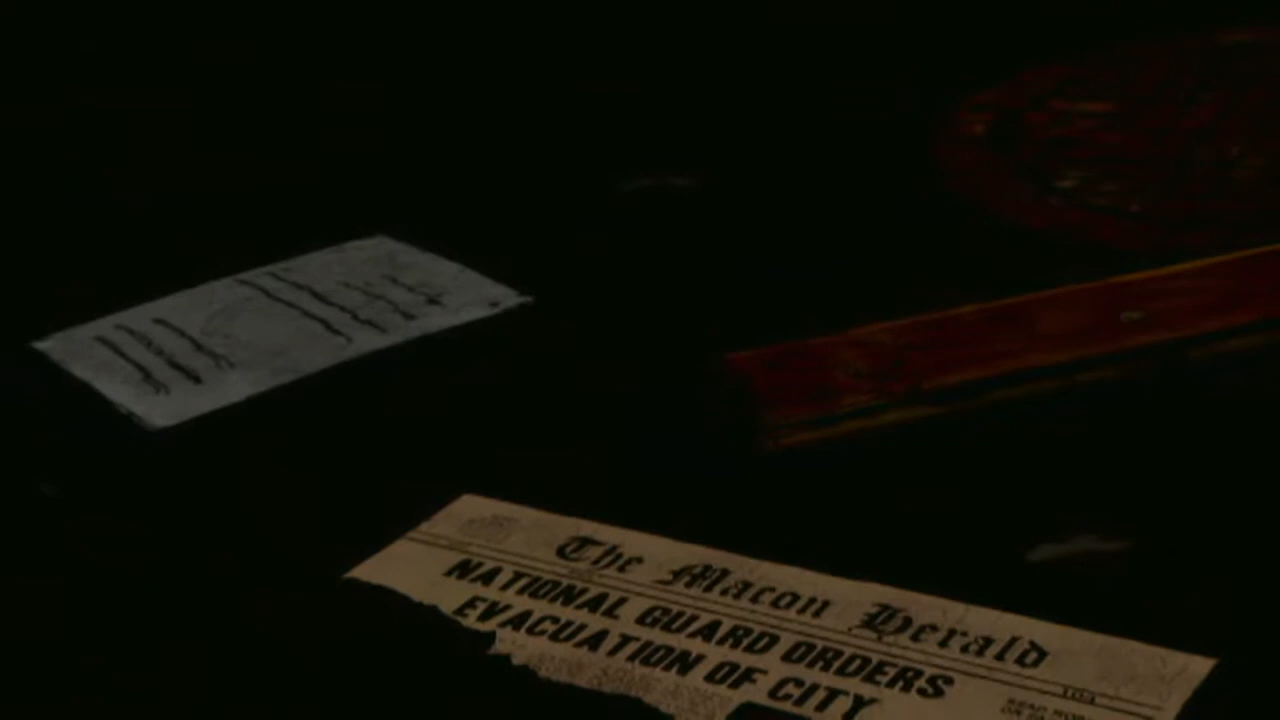 The Macon Herald
NATIONAL GUARD ORDERS
EVACUATION OF CITY